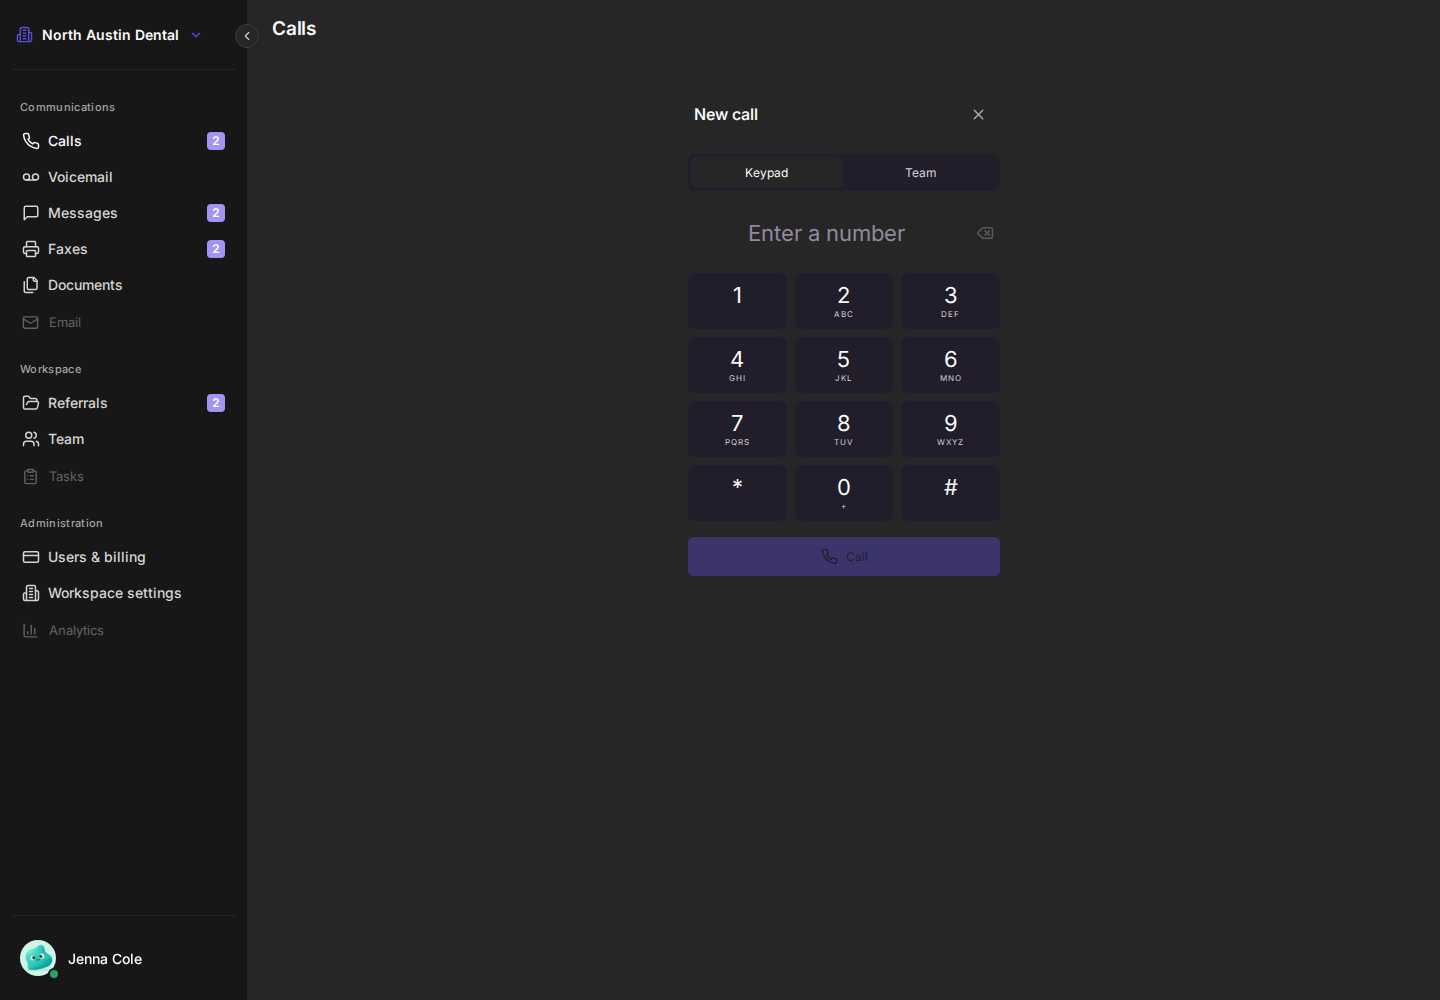 North Austin Dental
Calls
Communications
Calls 2
Voicemail
Messages 2
Faxes 2
Documents
Email
Workspace
Referrals 2
Team
Tasks
Administration
Users & billing
Workspace settings
Analytics
Jenna Cole
New call
Keypad Team
Enter a number
1 2 3
ABC DEF
4 5 6
GHI JKL MNO
7 8 9
PQRS TUV WXYZ
* 0 #
+
Call